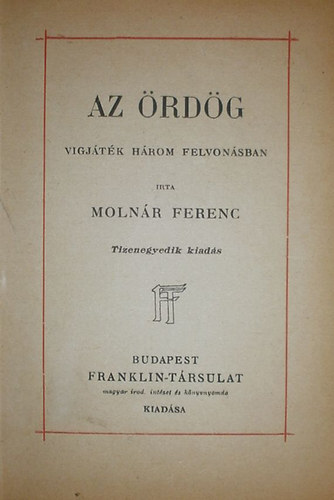 AZ ÖRDÖG
VIGJÁTÉK HÁROM FELVONÁSBAN
IRTA
MOLNÁR FERENC
Tizenegyedik kiadás
FT
BUDAPEST
FRANKLIN-TÁRSULAT
magyar irod. intézet és könyvnyomda
KIADÁSA